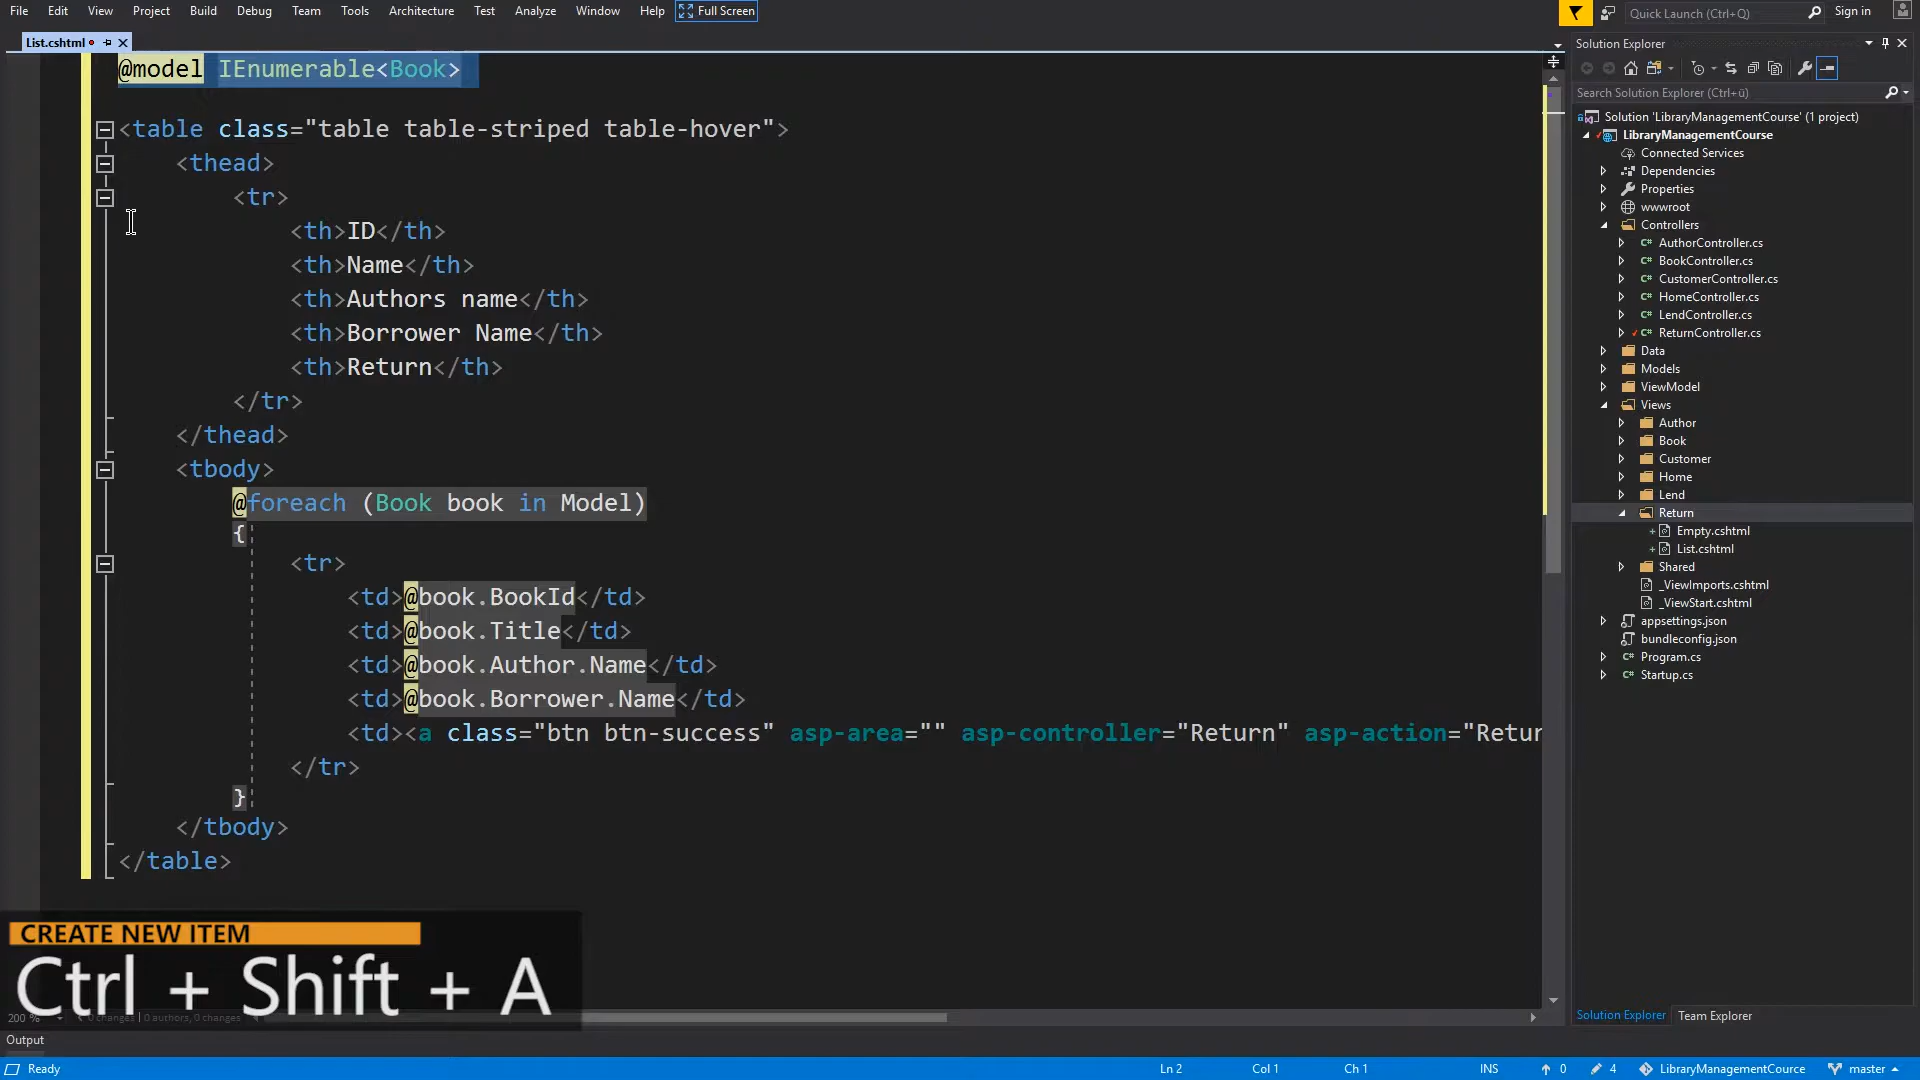 File Edit View Project Build Debug Team Tools Architecture Test Analyze Window Help Full Screen
Quick Launch (Ctrl+Q)
Sign in
List.cshtml
@model IEnumerable<Book>
<table class="table table-striped table-hover">
<thead>
<tr>
<th>ID</th>
<th>Name</th>
<th>Authors name</th>
<th>Borrower Name</th>
<th>Return</th>
</tr>
</thead>
<tbody>
@foreach (Book book in Model)
{
<tr>
<td>@book.BookId</td>
<td>@book.Title</td>
<td>@book.Author.Name</td>
<td>@book.Borrower.Name</td>
<td><a class="btn btn-success" asp-area="" asp-controller="Return" asp-action="Retur
</tr>
}
</tbody>
</table>
CREATE NEW ITEM
Ctrl + Shift + A
200 %
0 changes | 0 authors, 0 changes
Output
Solution Explorer
Search Solution Explorer (Ctrl+ü)
Solution 'LibraryManagementCourse' (1 project)
LibraryManagementCourse
Connected Services
Dependencies
Properties
wwwroot
Controllers
C# AuthorController.cs
C# BookController.cs
C# CustomerController.cs
C# HomeController.cs
C# LendController.cs
C# ReturnController.cs
Data
Models
ViewModel
Views
Author
Book
Customer
Home
Lend
Return
Empty.cshtml
List.cshtml
Shared
_ViewImports.cshtml
_ViewStart.cshtml
appsettings.json
bundleconfig.json
C# Program.cs
C# Startup.cs
Solution Explorer Team Explorer
Ready
Ln 2 Col 1 Ch 1 INS 0 4 LibraryManagementCource master